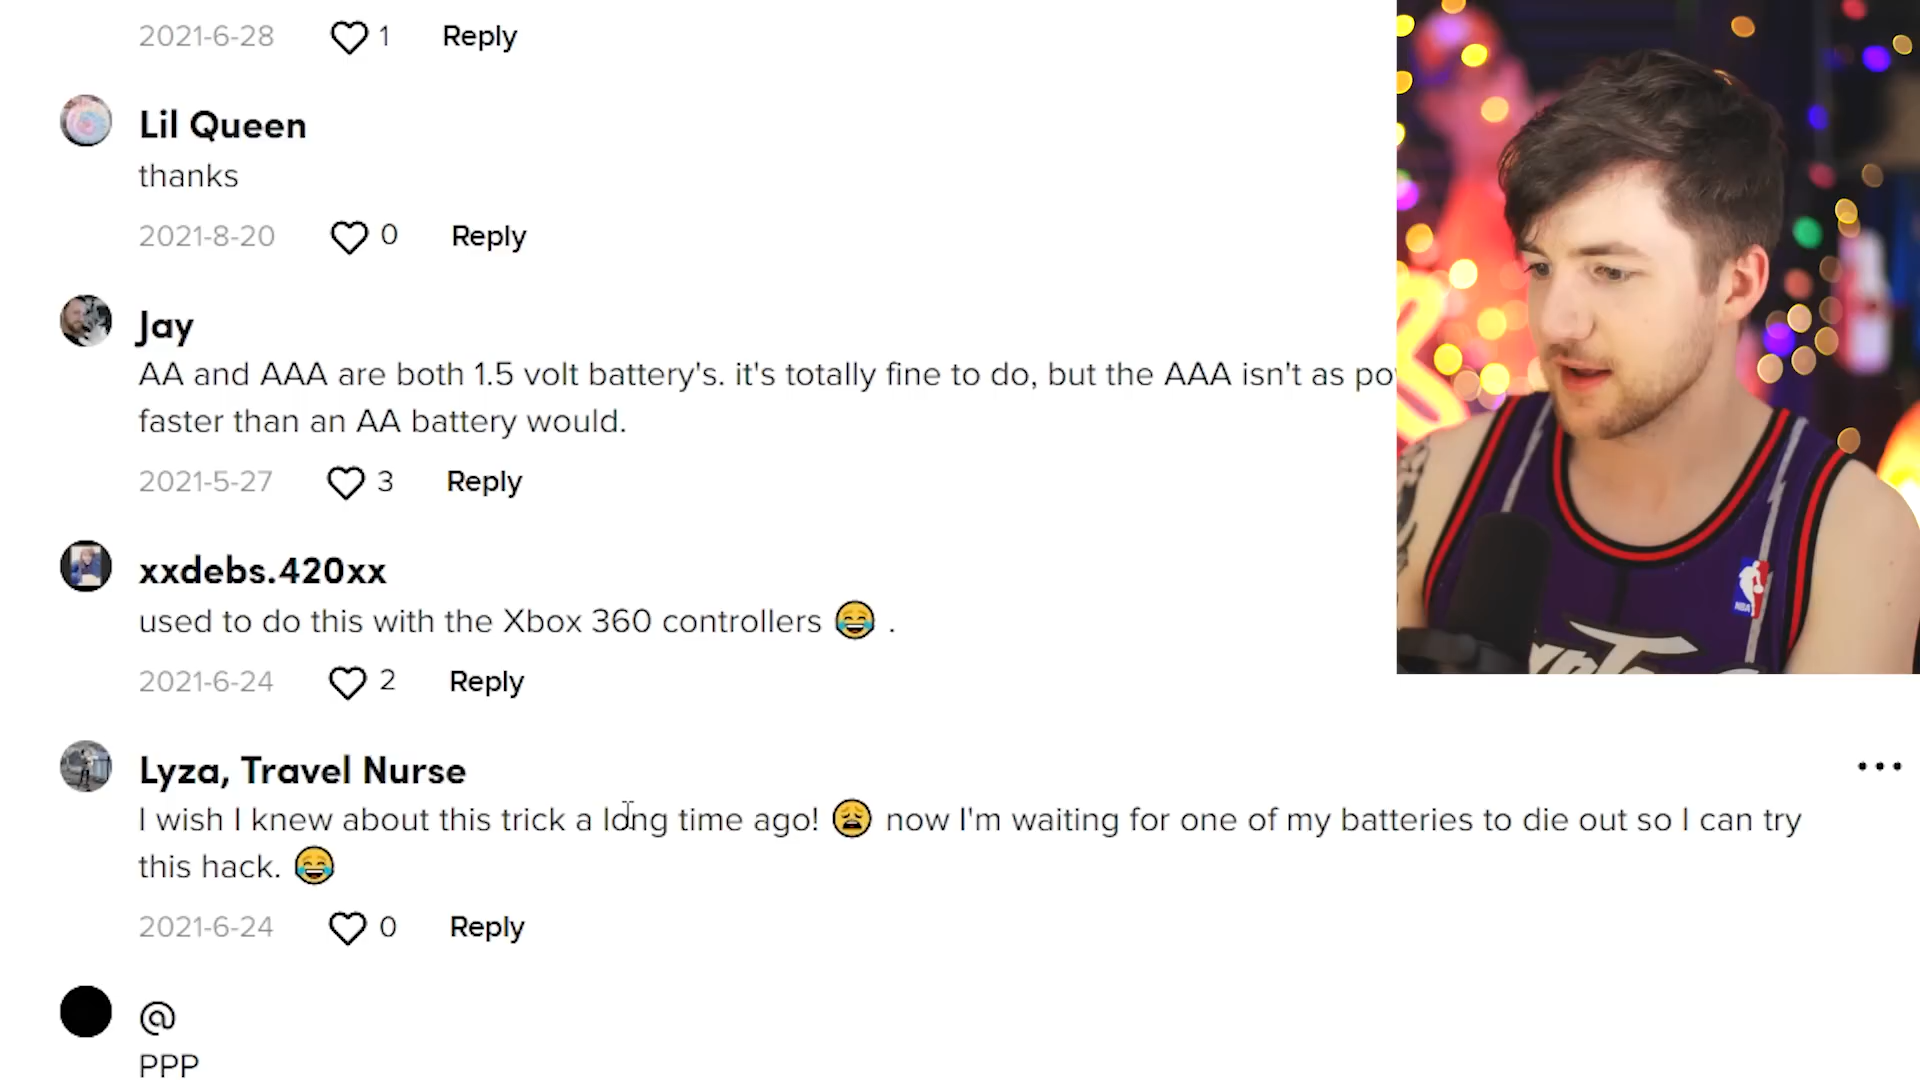 2021-6-28 1 Reply
Lil Queen
thanks
2021-8-20 0 Reply
Jay
AA and AAA are both 1.5 volt battery's. it's totally fine to do, but the AAA isn't as
faster than an AA battery would.
2021-5-27 3 Reply
xxdebs.420xx
used to do this with the Xbox 360 controllers 😂 .
2021-6-24 2 Reply
Lyza, Travel Nurse
I wish I knew about this trick a long time ago! 😩 now I'm waiting for one of my batteries to die out so I can try
this hack. 😂
2021-6-24 0 Reply
@
PPP
NBA